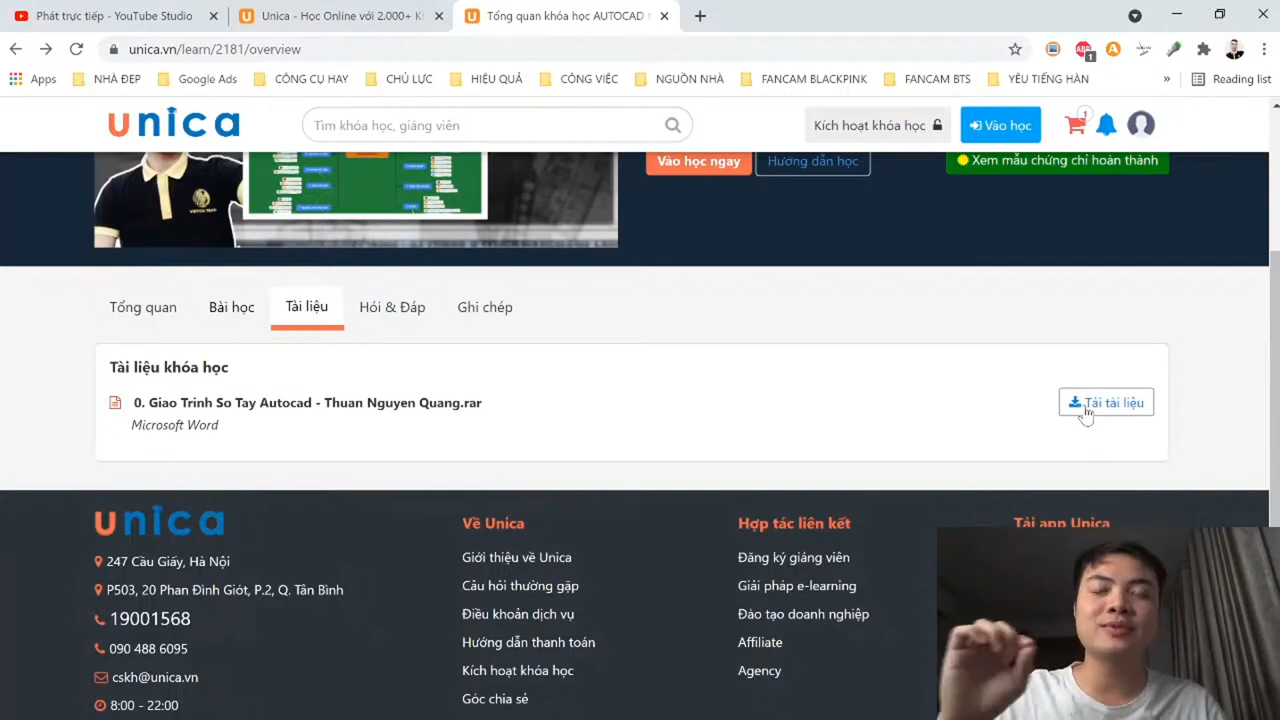 Phát trực tiếp - YouTube Studio
Unica - Học Online với 2.000+ K
Tổng quan khóa học AUTOCAD t
unica.vn/learn/2181/overview
Apps
NHÀ ĐẸP
Google Ads
CÔNG CỤ HAY
CHỦ LỰC
HIỆU QUẢ
CÔNG VIỆC
NGUỒN NHÀ
FANCAM BLACKPINK
FANCAM BTS
YÊU TIẾNG HÀN
»
Reading list
unica
Tìm khóa học, giảng viên
Kích hoạt khóa học
Vào học
1
Vào học ngay
Hướng dẫn học
Xem mẫu chứng chỉ hoàn thành
Tổng quan
Bài học
Tài liệu
Hỏi & Đáp
Ghi chép
Tài liệu khóa học
0. Giao Trinh So Tay Autocad - Thuan Nguyen Quang.rar
Tải tài liệu
Microsoft Word
unica
247 Cầu Giấy, Hà Nội
P503, 20 Phan Đình Giót, P.2, Q. Tân Bình
19001568
090 488 6095
cskh@unica.vn
8:00 - 22:00
Về Unica
Giới thiệu về Unica
Câu hỏi thường gặp
Điều khoản dịch vụ
Hướng dẫn thanh toán
Kích hoạt khóa học
Góc chia sẻ
Hợp tác liên kết
Đăng ký giảng viên
Giải pháp e-learning
Đào tạo doanh nghiệp
Affiliate
Agency
Tải app Unica